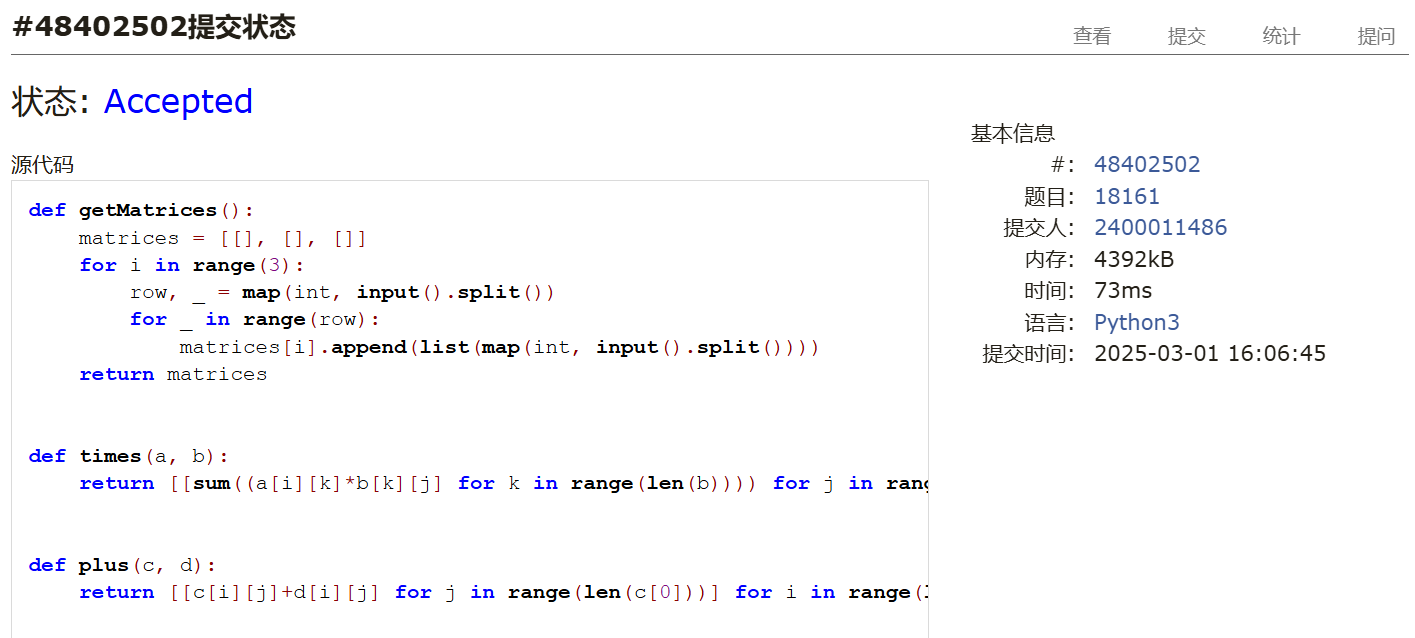 #48402502提交状态
查看 提交 统计 提问
状态: Accepted
源代码
def getMatrices():
    matrices = [[], [], []]
    for i in range(3):
        row, _ = map(int, input().split())
        for _ in range(row):
            matrices[i].append(list(map(int, input().split())))
    return matrices
def times(a, b):
    return [[sum((a[i][k]*b[k][j] for k in range(len(b)))) for j in rang
def plus(c, d):
    return [[c[i][j]+d[i][j] for j in range(len(c[0]))] for i in range(
基本信息
#: 48402502
题目: 18161
提交人: 2400011486
内存: 4392kB
时间: 73ms
语言: Python3
提交时间: 2025-03-01 16:06:45